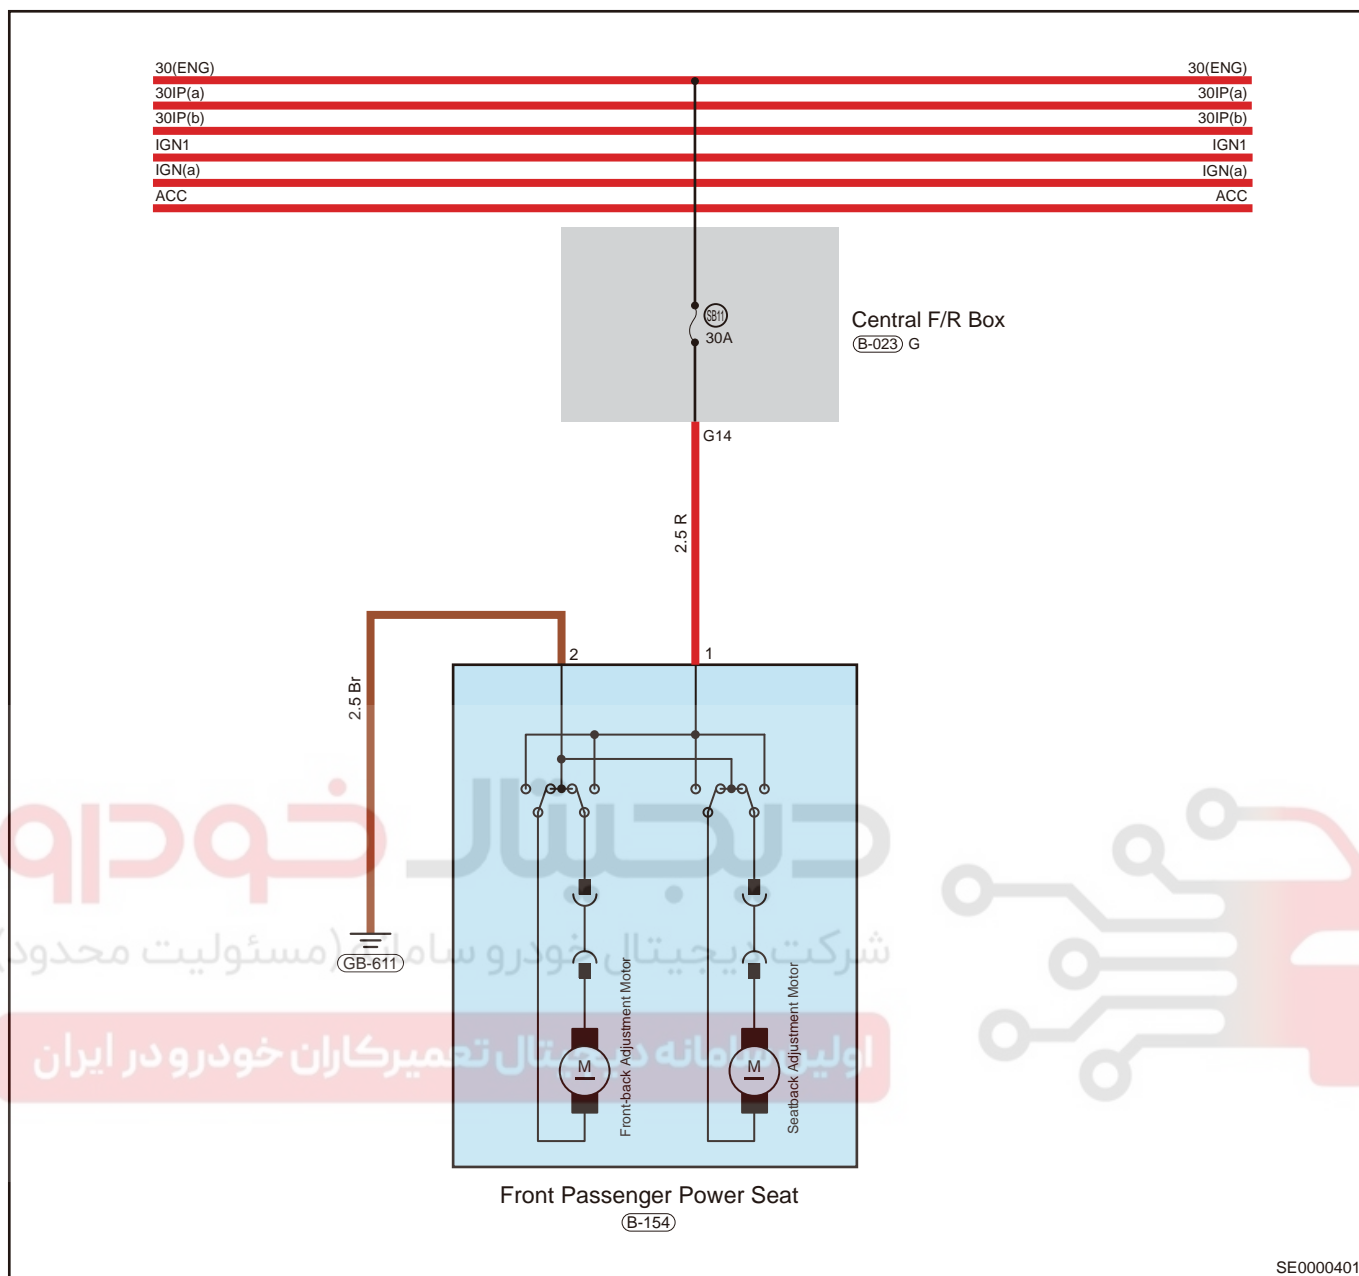 30(ENG) 30(ENG)
30IP(a) 30IP(a)
30IP(b) 30IP(b)
IGN1 IGN1
IGN(a) IGN(a)
ACC ACC
SB11
30A
Central F/R Box
B-023 G
G14
2.5 R
2 1
2.5 Br
GB-611
دیجیتال خودرو
شرکت دیجیتال خودرو سامانه (مسئولیت محدود)
اولین سامانه دیجیتال تعمیرکاران خودرو در ایران
M M
Front-back Adjustment Motor
Seatback Adjustment Motor
Front Passenger Power Seat
B-154
SE0000401